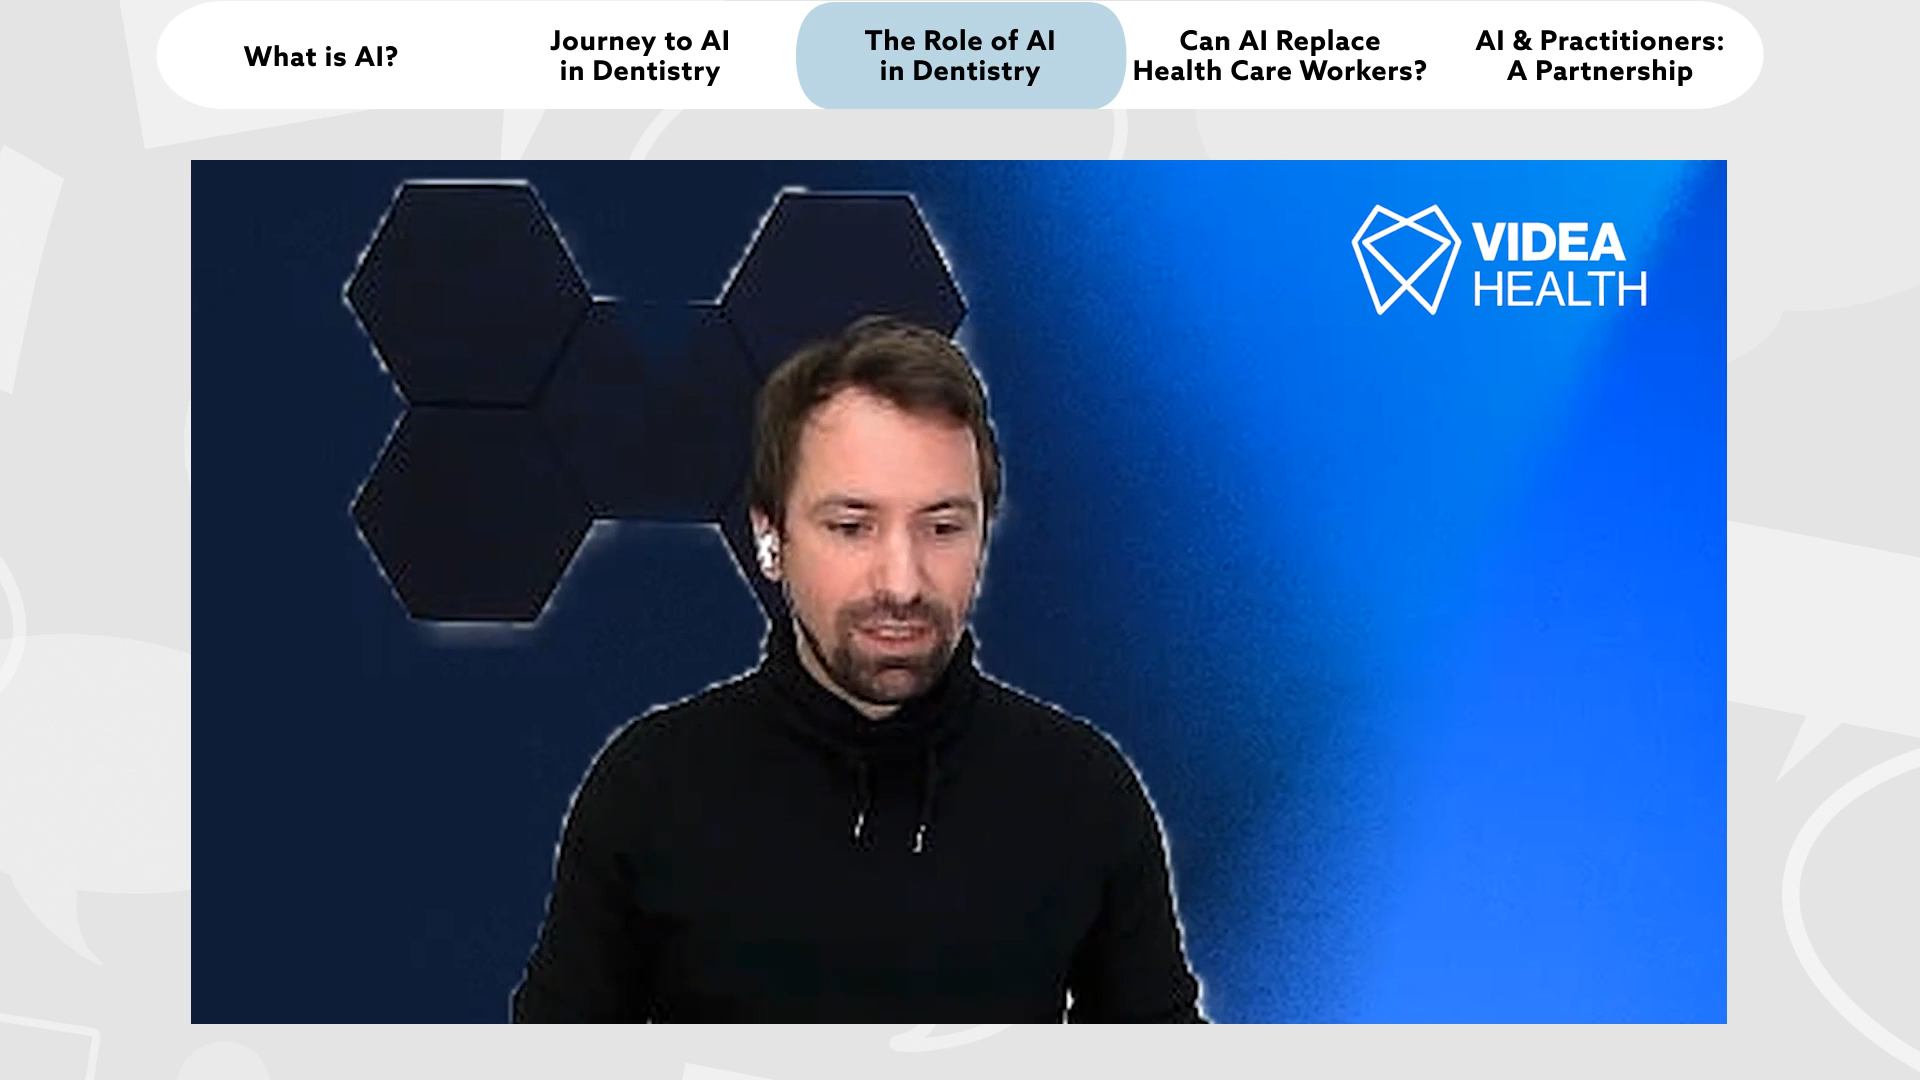 What is AI?
Journey to AI
in Dentistry
The Role of AI
in Dentistry
Can AI Replace
Health Care Workers?
AI & Practitioners:
A Partnership
VIDEA
HEALTH